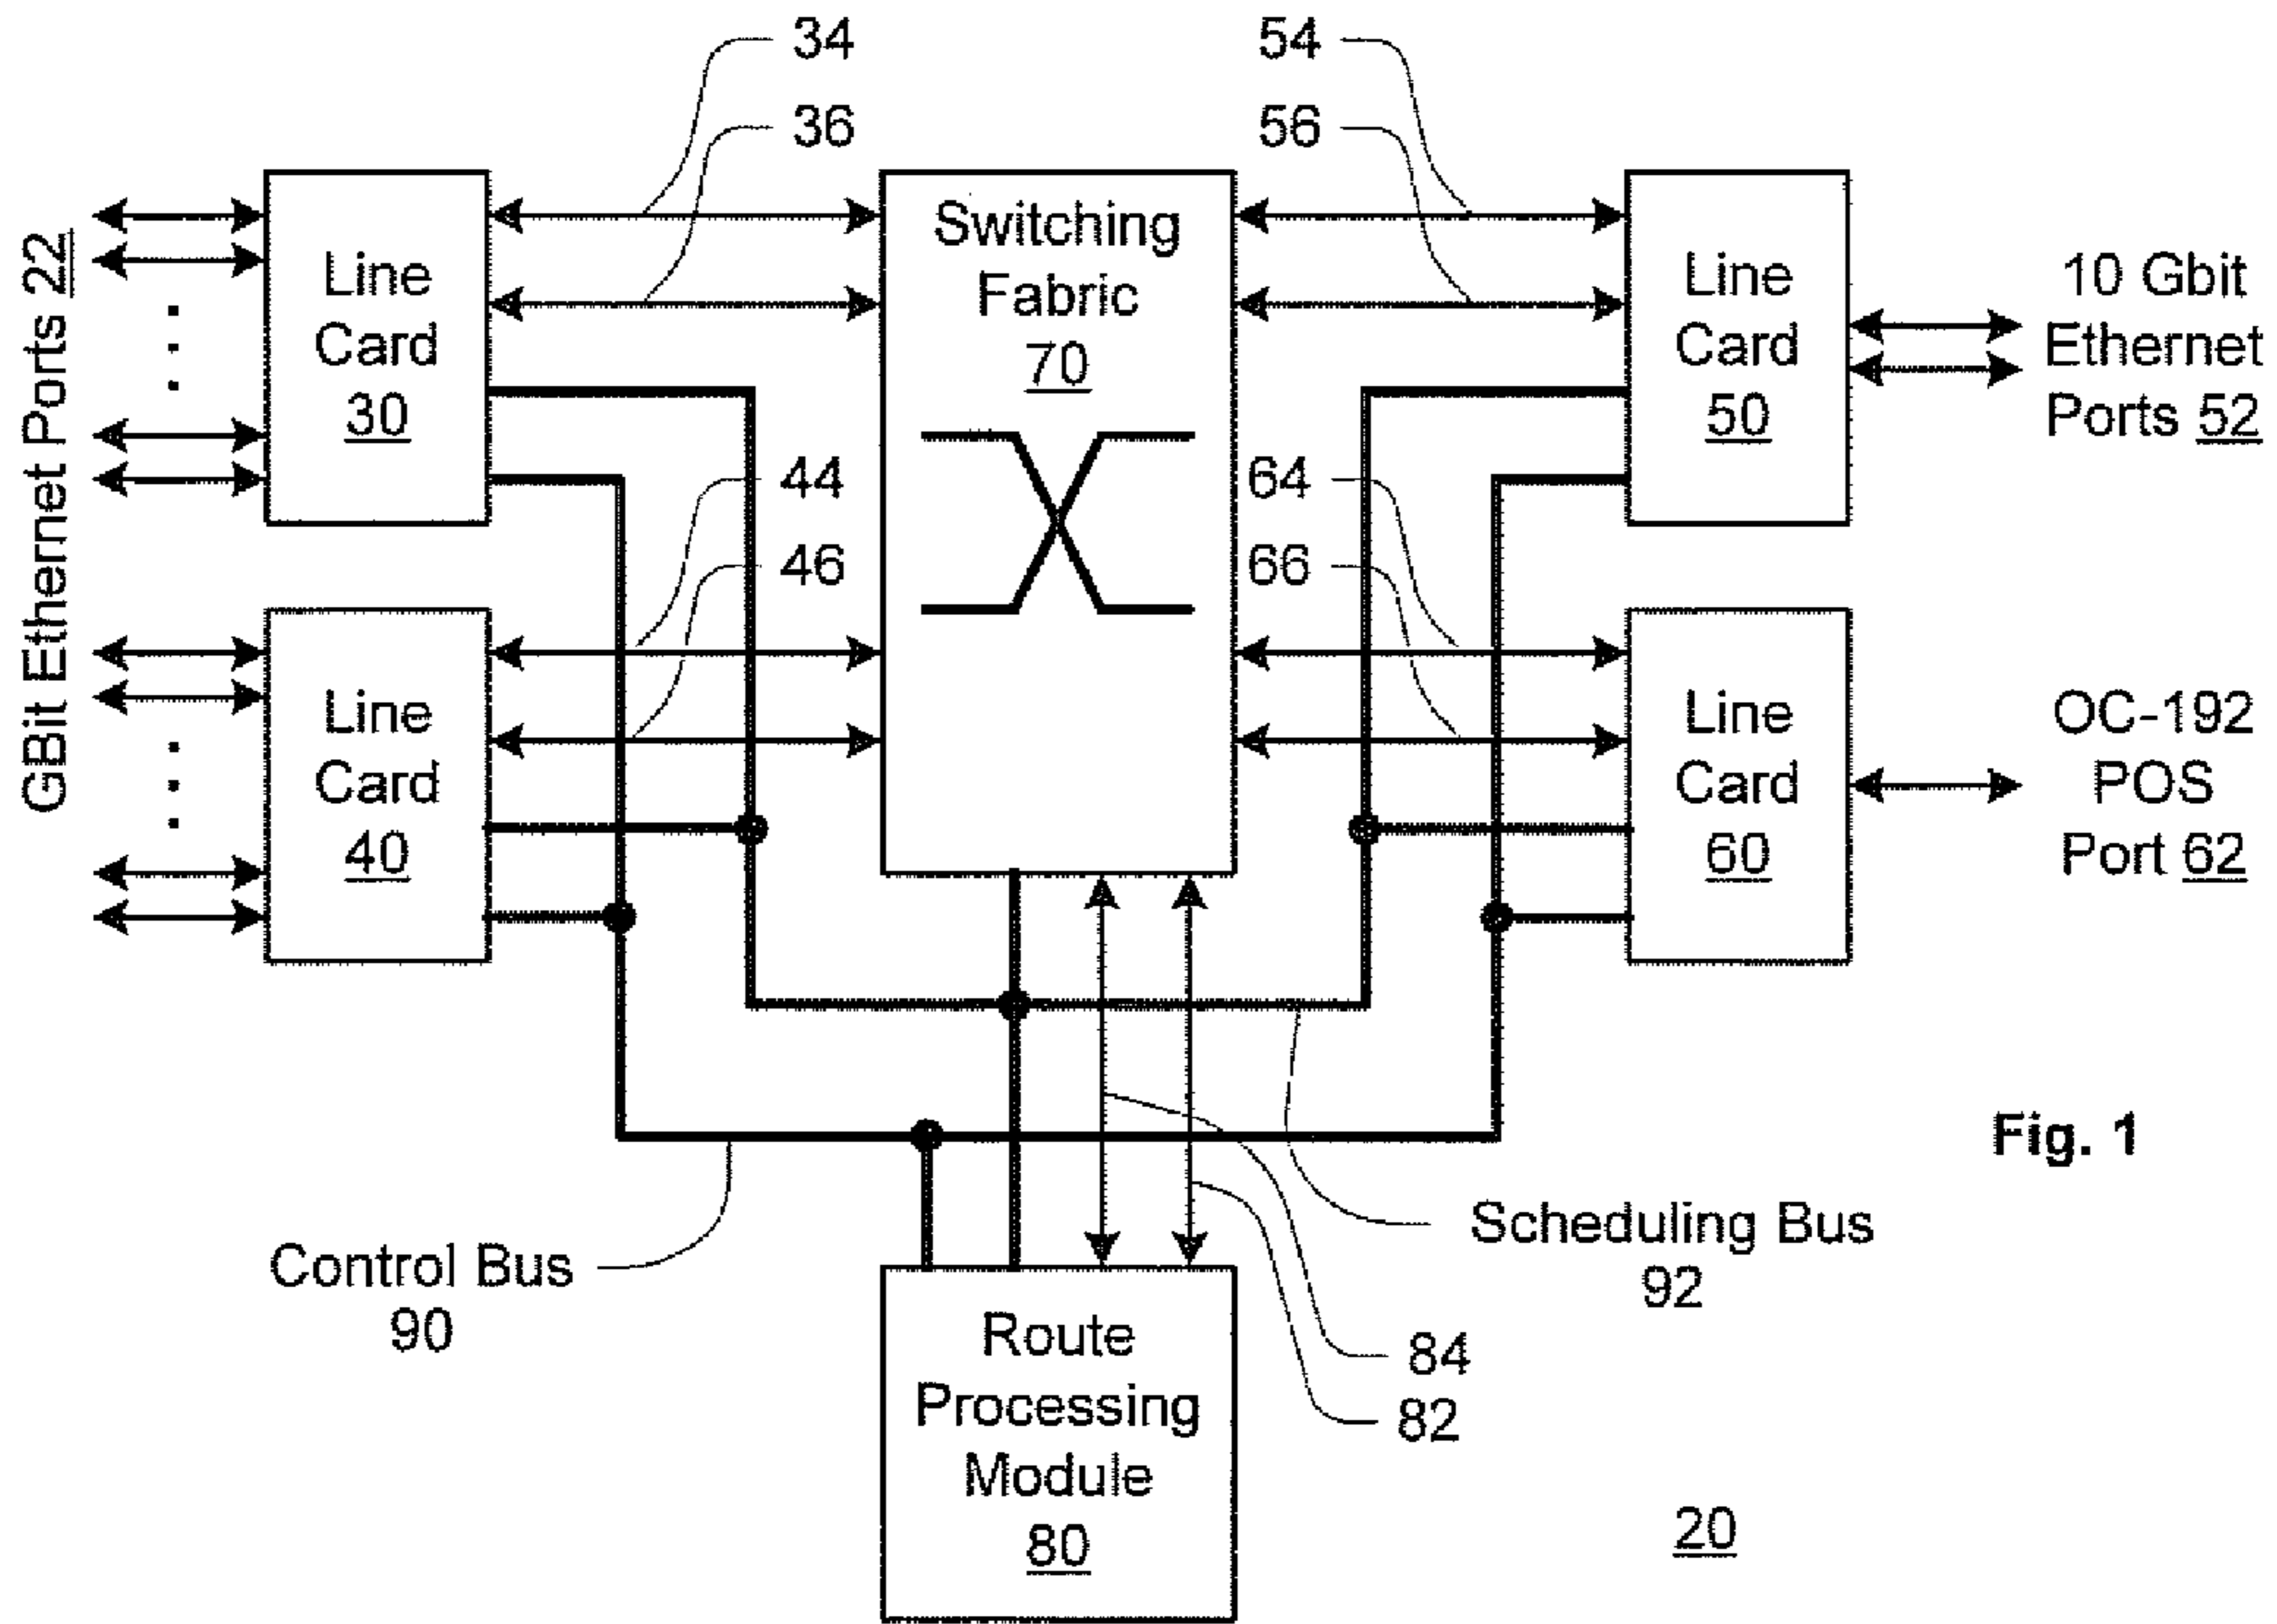 34
54
36
56
GBit Ethernet Ports 22
Line
Card
30
Switching
Fabric
70
Line
Card
50
10 Gbit
Ethernet
Ports 52
44
64
46
66
Line
Card
40
Line
Card
60
OC-192
POS
Port 62
Fig. 1
Control Bus
90
Scheduling Bus
92
Route
Processing
Module
80
84
82
20